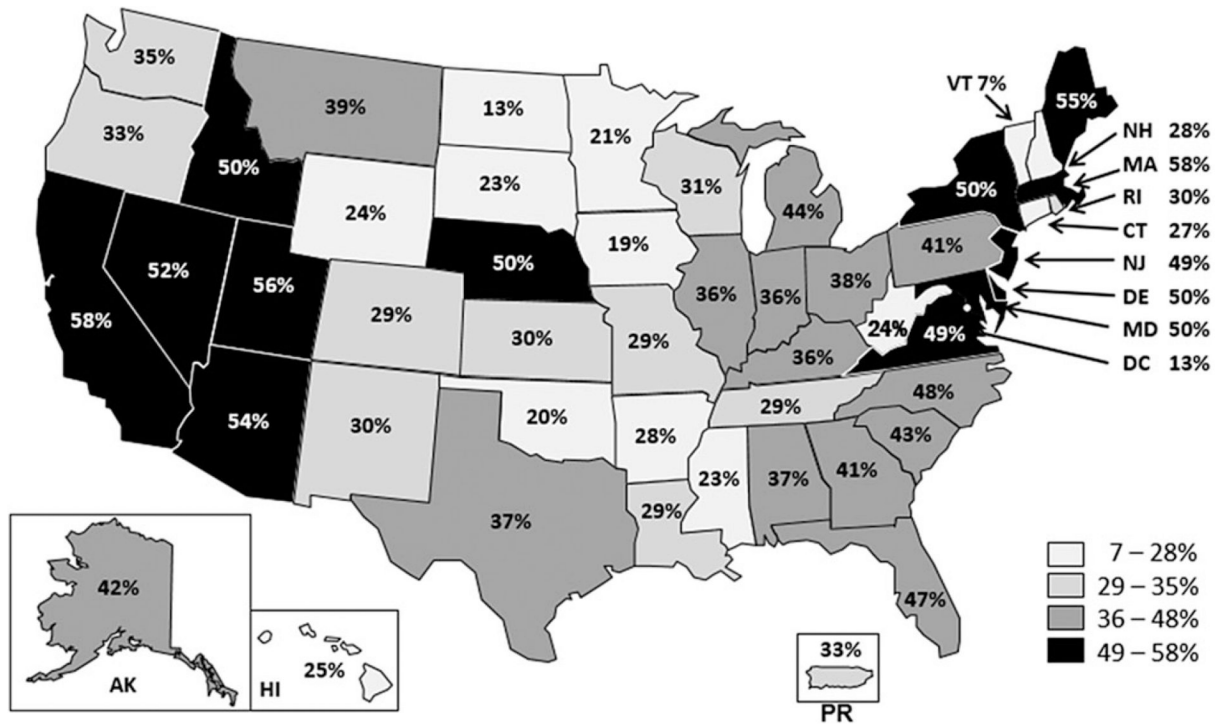 35%
33%
39%
50%
13%
21%
23%
24%
19%
50%
31%
44%
VT 7%
55%
50%
NH 28%
MA 58%
RI 30%
CT 27%
NJ 49%
DE 50%
MD 50%
DC 13%
41%
58%
52%
56%
29%
30%
29%
36%
36%
38%
24%
49%
36%
54%
30%
20%
28%
29%
48%
43%
37%
29%
23%
37%
41%
47%
42%
AK
25%
HI
33%
PR
7 – 28%
29 – 35%
36 – 48%
49 – 58%